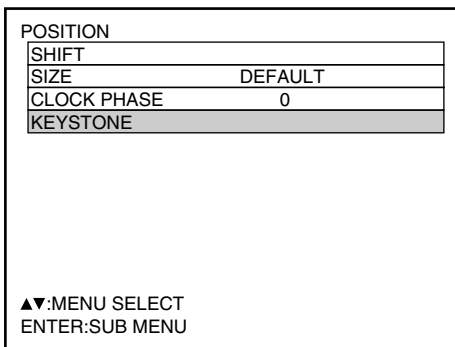 POSITION
SHIFT
SIZE DEFAULT
CLOCK PHASE 0
KEYSTONE
▲▼:MENU SELECT
ENTER:SUB MENU